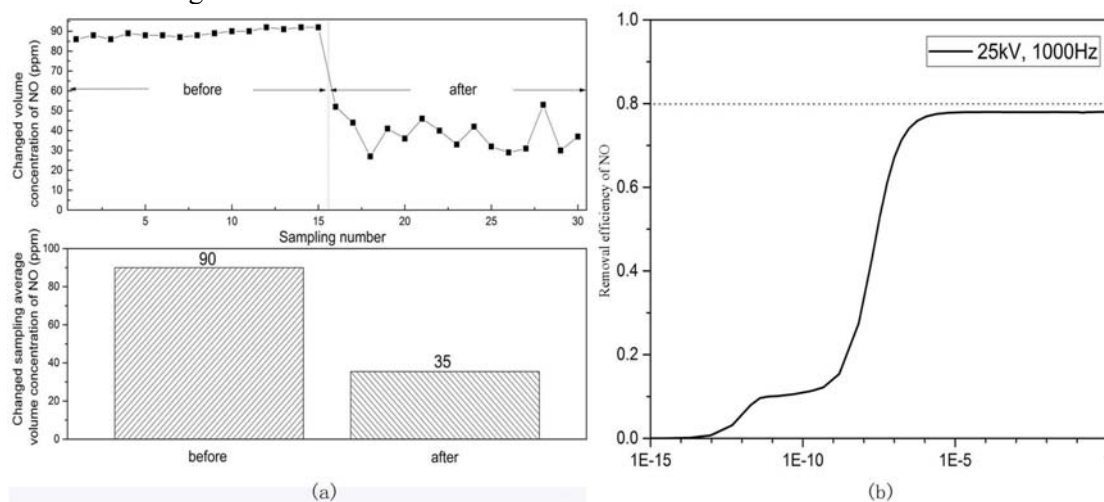 Changed volume
concentration of NO (ppm)
90
80
70
60
50
40
30
20
10
0
before
after
5
10
15
20
25
30
Sampling number
Changed sampling average
volume concentration of NO (ppm)
100
80
60
40
20
0
90
35
before
after
(a)
Removal efficiency of NO
1.0
0.8
0.6
0.4
0.2
0.0
25kV, 1000Hz
1E-15
1E-10
1E-5
(b)